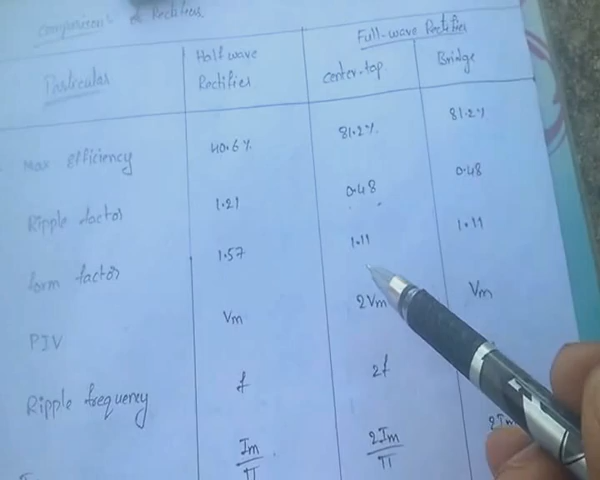 Comparison of Rectifiers
Particulars Half wave Rectifier Full-wave Rectifier
center-tap Bridge
Max efficiency 40.6% 81.2% 81.2%
Ripple factor 1.21 0.48 0.48
form factor 1.57 1.11 1.11
PIV Vm 2Vm Vm
Ripple frequency f 2f
Im/π 2Im/π 2Im